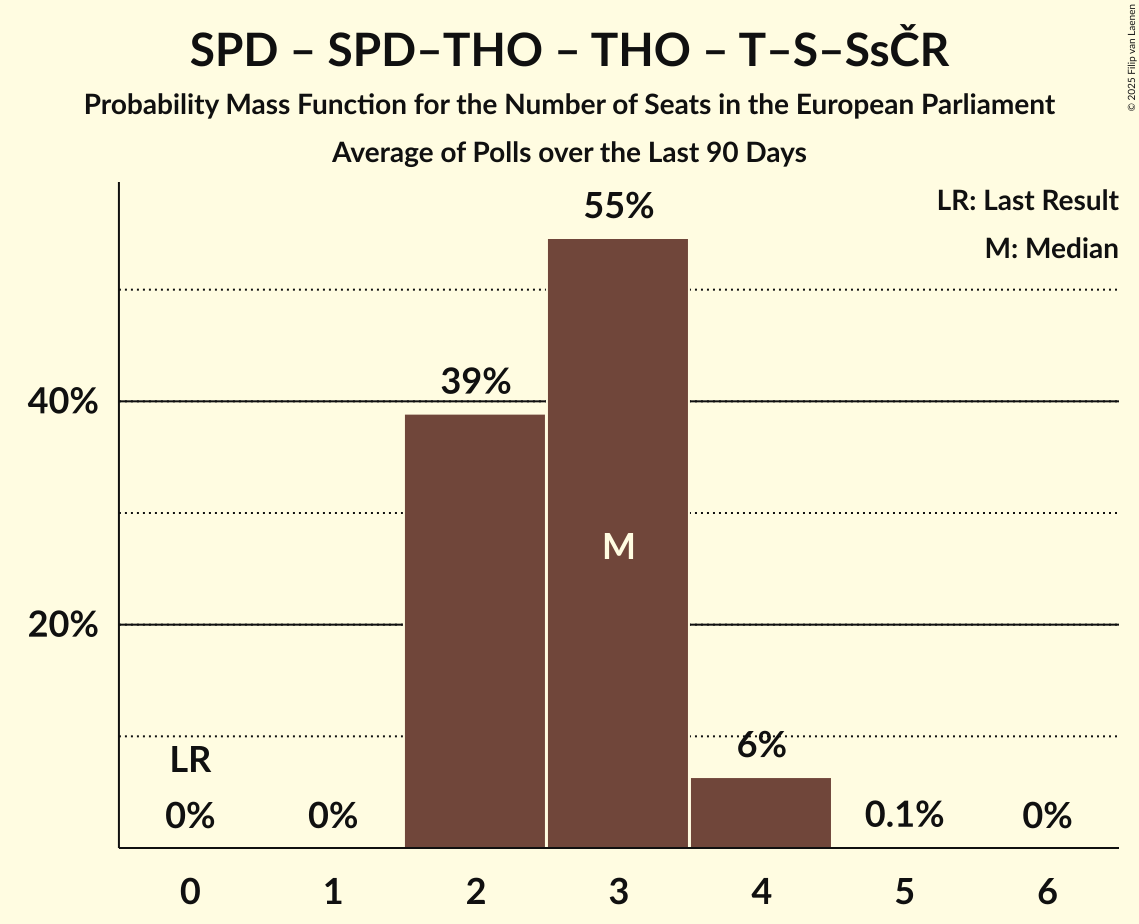 SPD – SPD–THO – THO – T–S–SsČR
Probability Mass Function for the Number of Seats in the European Parliament
Average of Polls over the Last 90 Days
© 2025 Filip van Laenen
LR: Last Result
M: Median
55%
39%
40%
M
20%
6%
LR
0%
0%
0.1%
0%
0 1 2 3 4 5 6